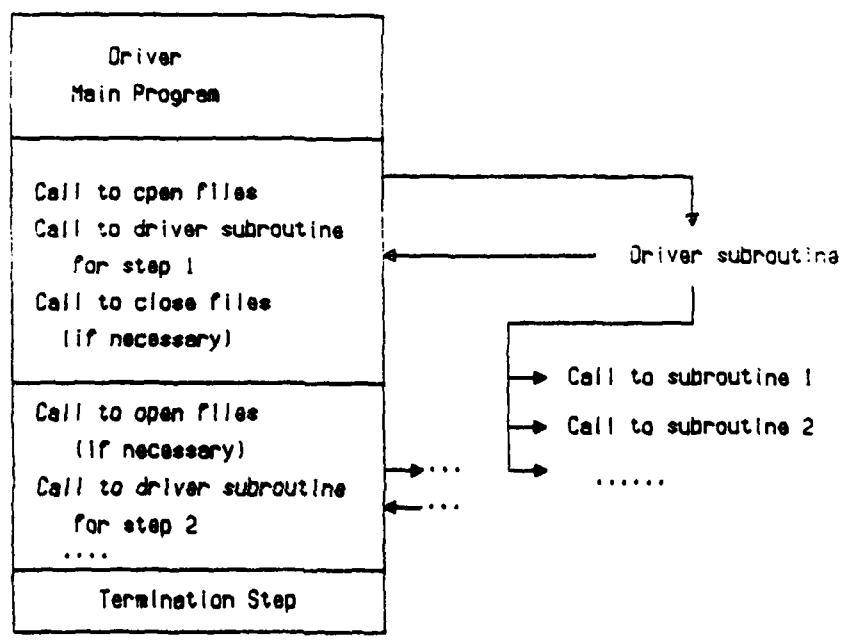 Driver
Main Program
Call to open files
Call to driver subroutine
for step 1
Call to close files
(if necessary)
Call to open files
(if necessary)
Call to driver subroutine
for step 2
....
Termination Step
Driver subroutine
Call to subroutine 1
Call to subroutine 2
......
...
...